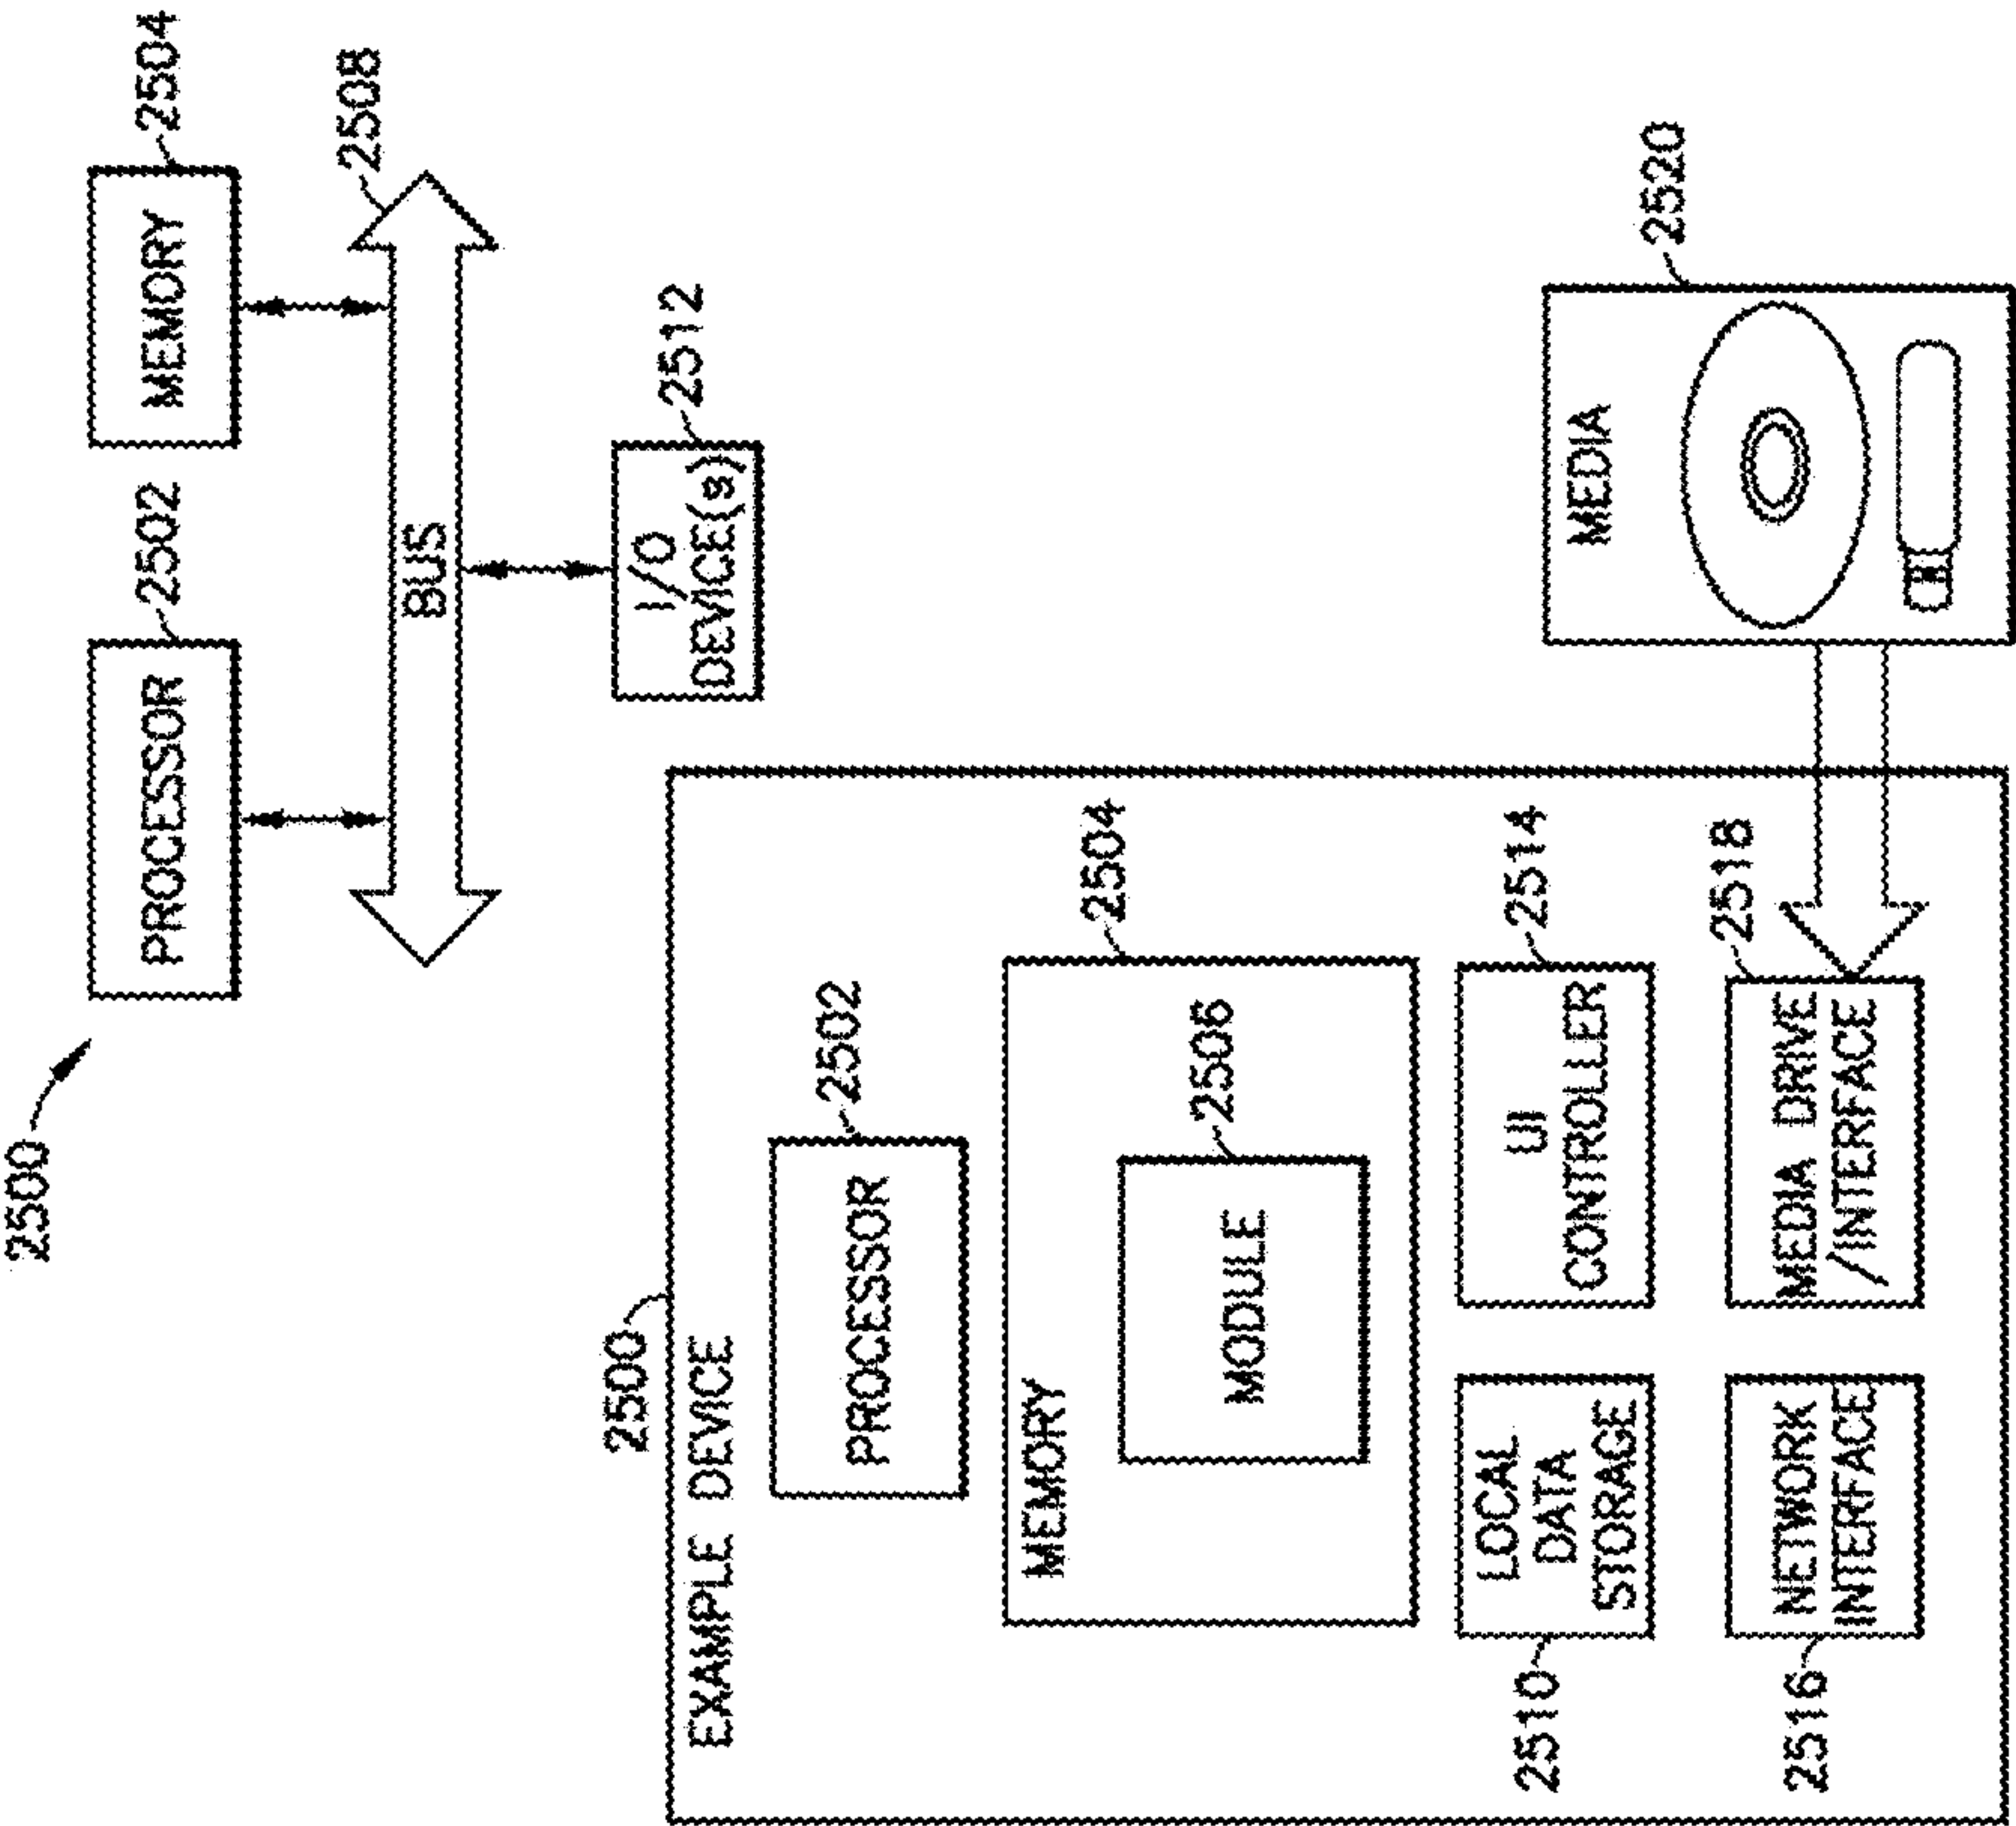 2500
PROCESSOR
2502
MEMORY
2504
BUS
2508
I/O
DEVICE(s)
2512
2500
EXAMPLE DEVICE
PROCESSOR
2502
MEMORY
2504
MODULE
2506
LOCAL
DATA
STORAGE
2510
UI
CONTROLLER
2514
NETWORK
INTERFACE
2516
MEDIA DRIVE
/INTERFACE
2518
MEDIA
2520